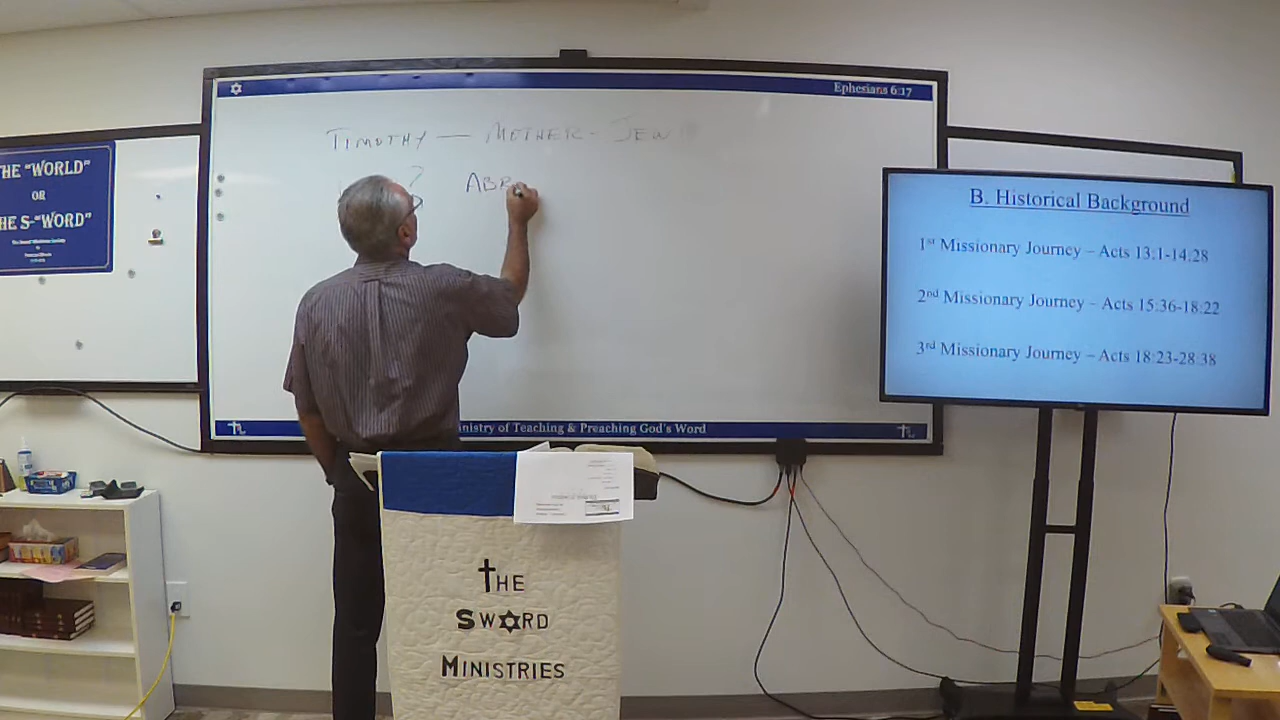 Ephesians 6:17
TIMOTHY — MOTHER - JEW
?
ABR
THE "WORLD"
OR
THE S-"WORD"
B. Historical Background
1st Missionary Journey – Acts 13:1-14:28
2nd Missionary Journey – Acts 15:36-18:22
3rd Missionary Journey – Acts 18:23-28:38
of Teaching & Preaching God's Word
THE
SWORD
MINISTRIES